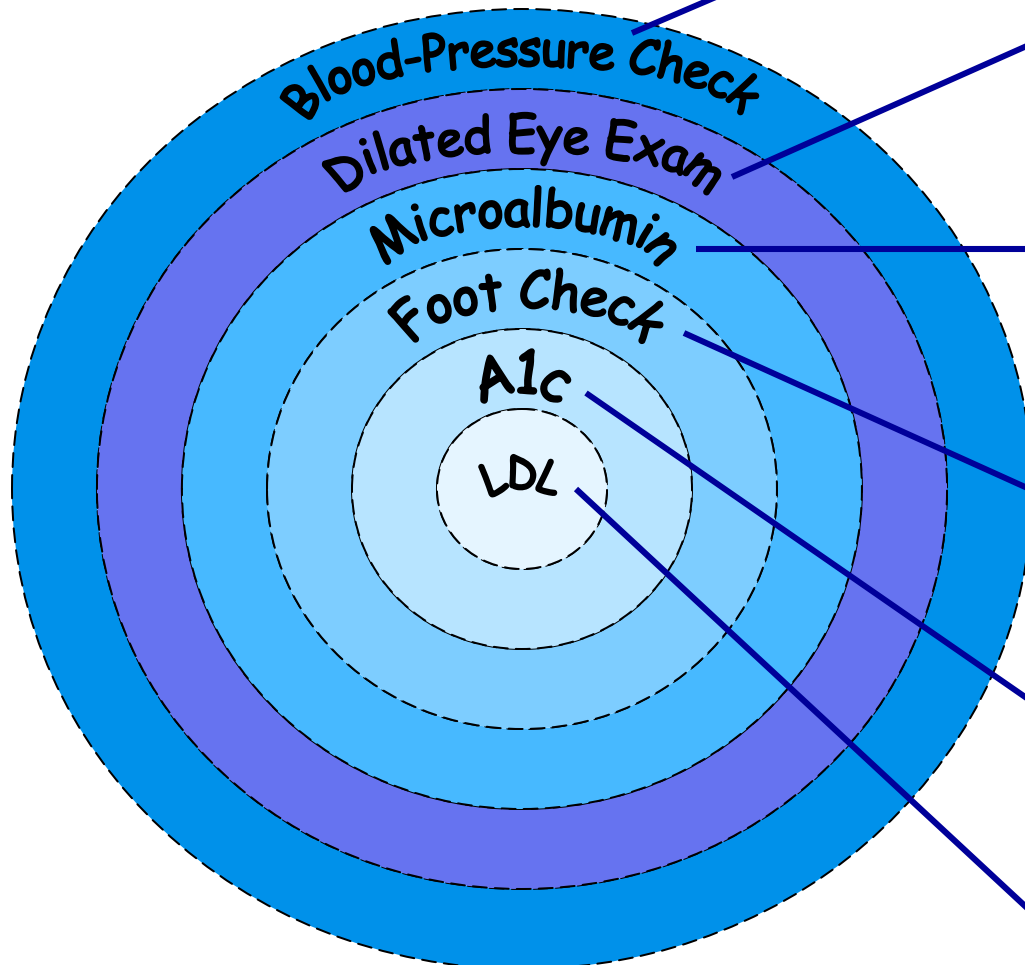 Blood-Pressure Check
Dilated Eye Exam
Microalbumin
Foot Check
A1c
LDL